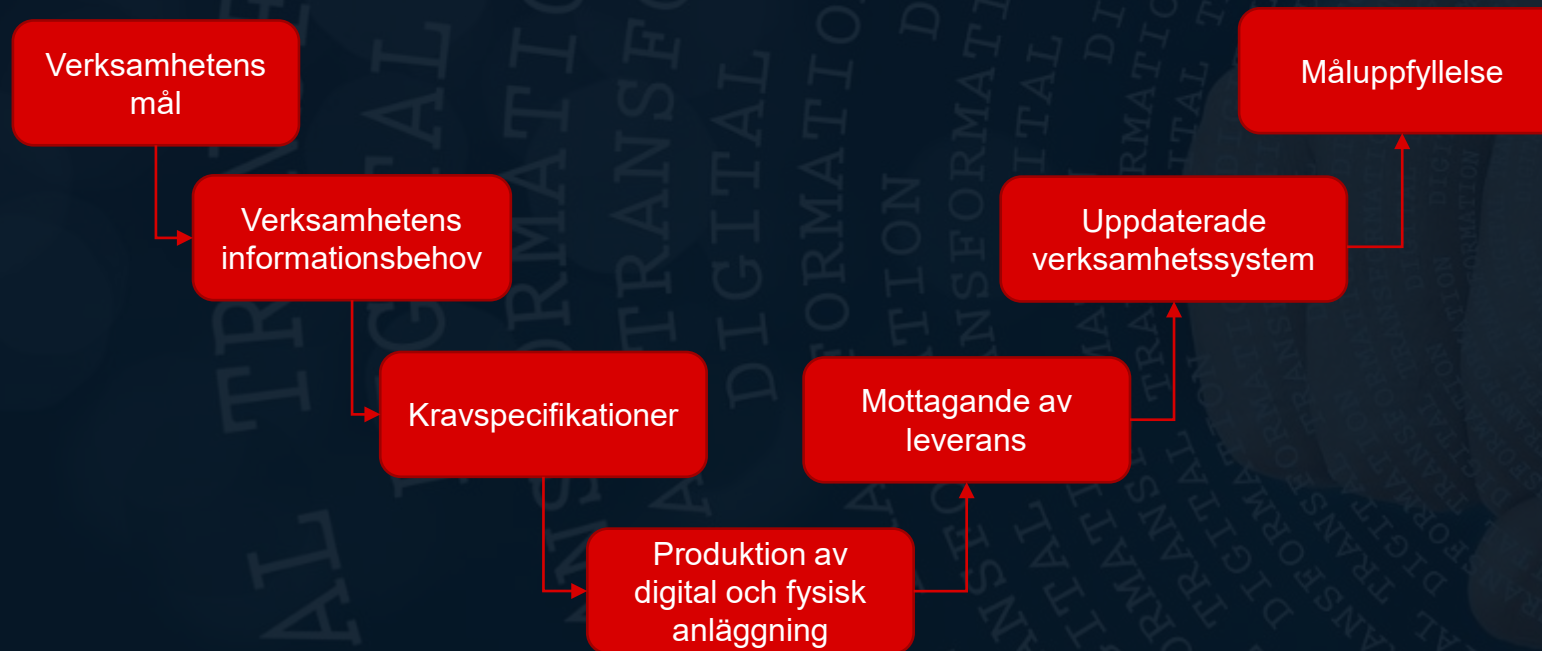 Verksamhetens
mål
Verksamhetens
informationsbehov
Kravspecifikationer
Produktion av
digital och fysisk
anläggning
Mottagande av
leverans
Uppdaterade
verksamhetssystem
Måluppfyllelse